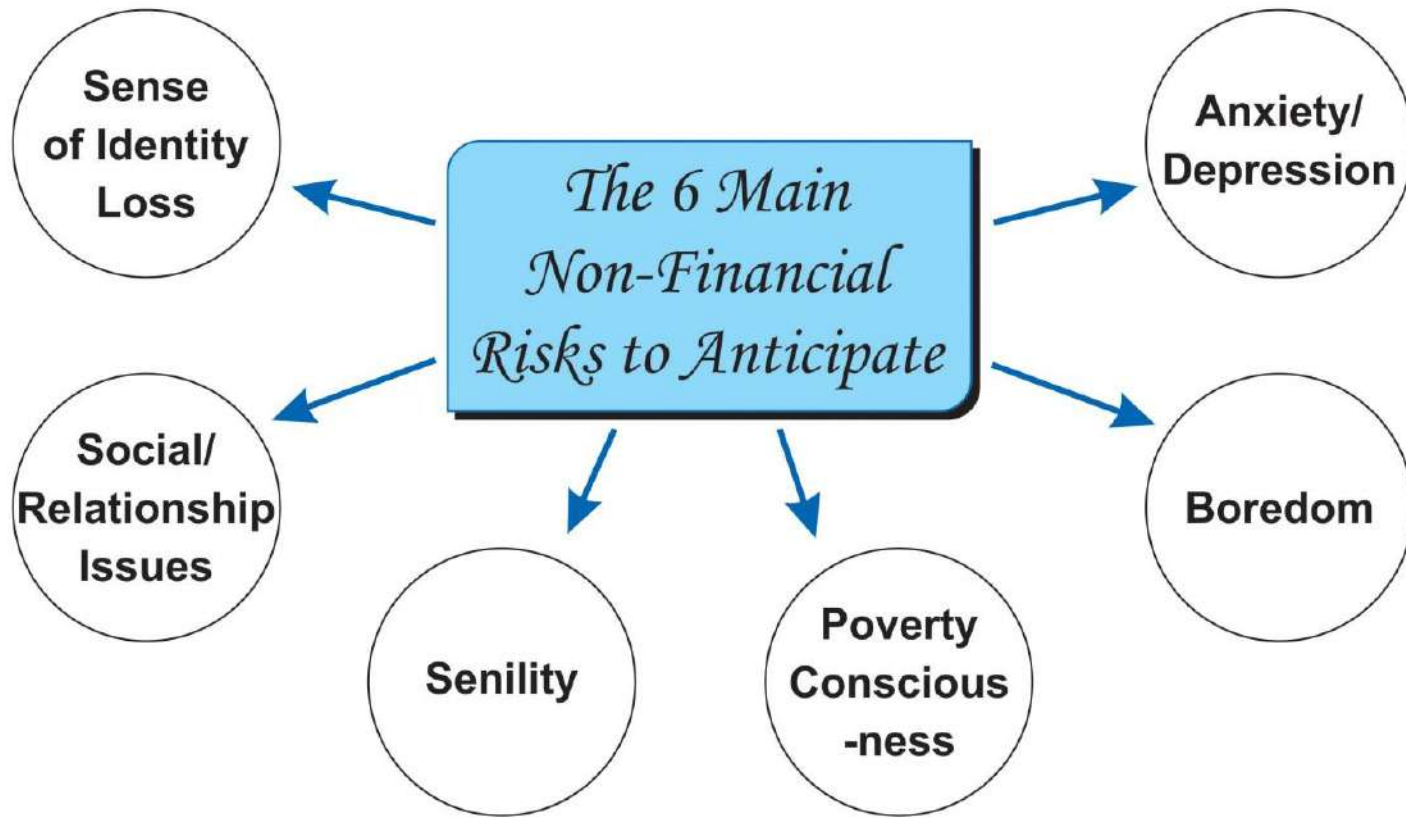 The 6 Main
Non-Financial
Risks to Anticipate
Sense
of Identity
Loss
Social/
Relationship
Issues
Senility
Poverty
Conscious
-ness
Boredom
Anxiety/
Depression